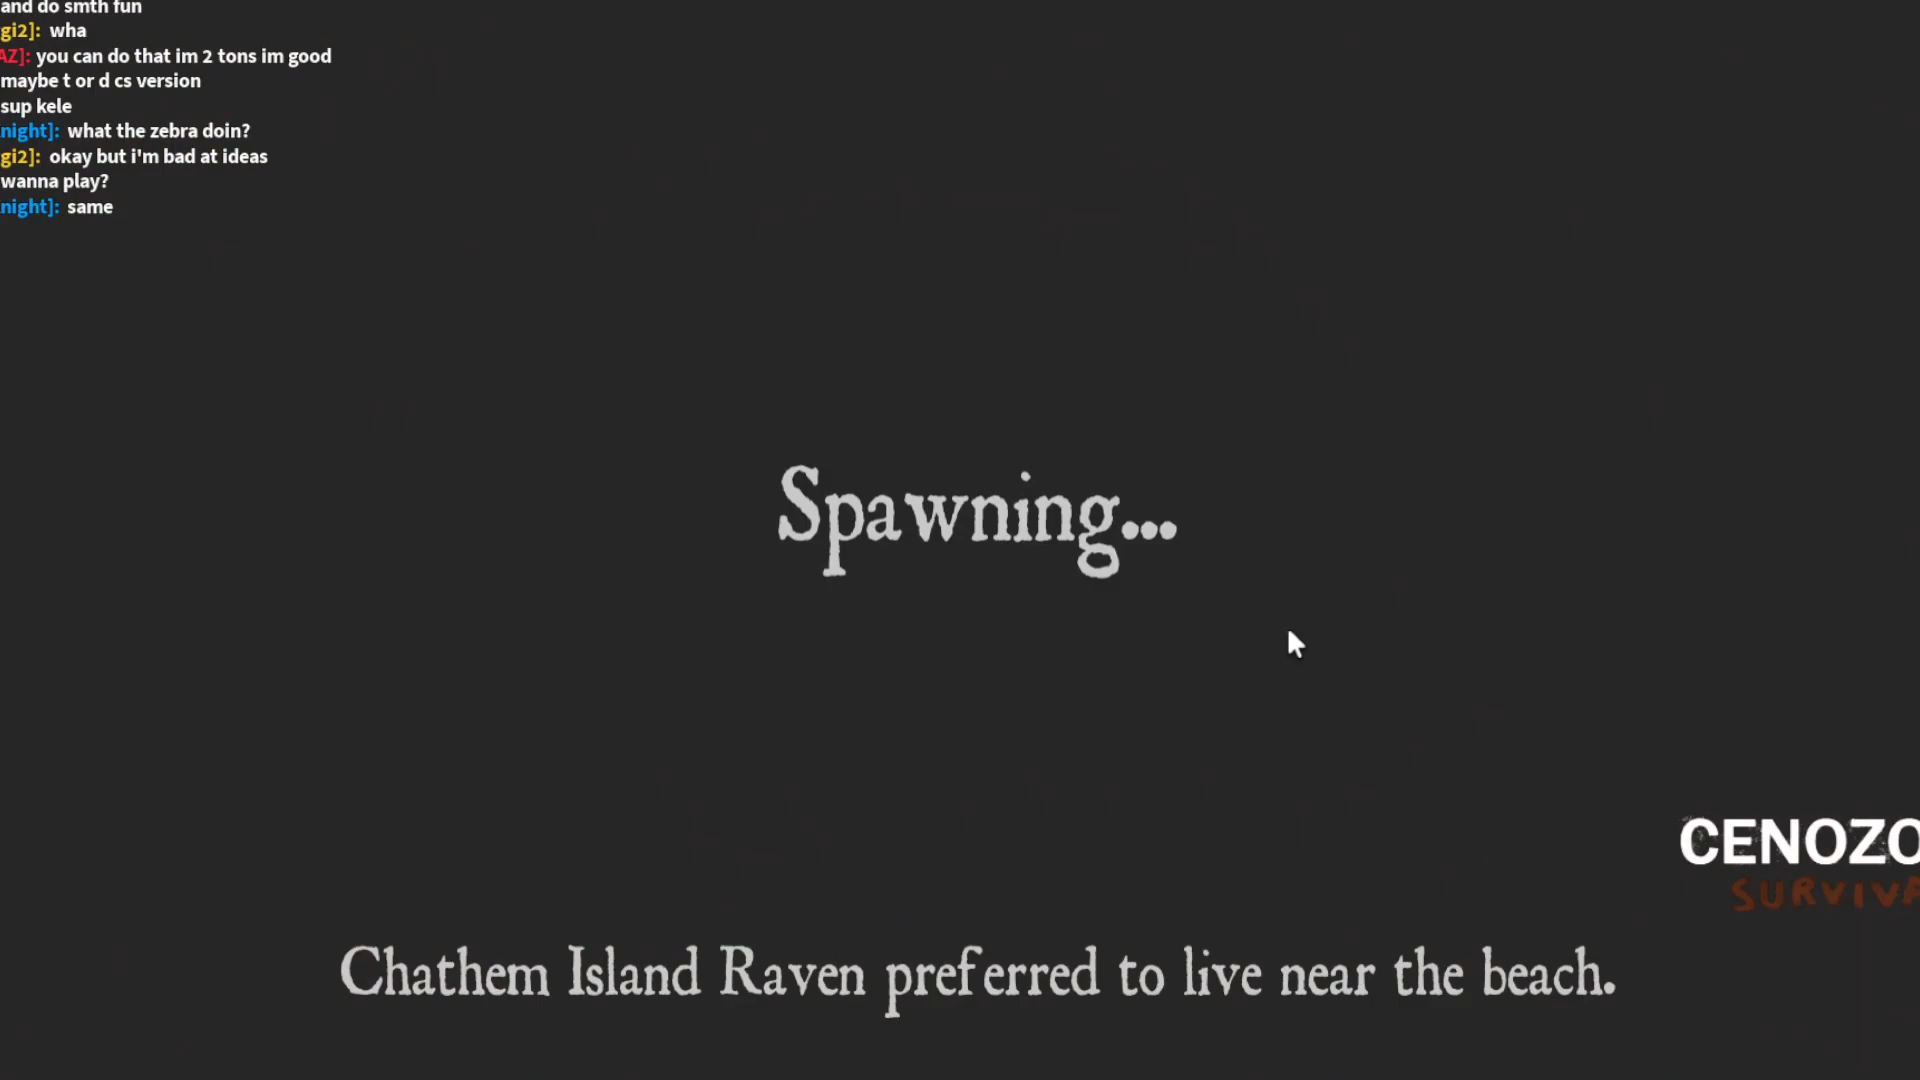 and do smth fun
gi2]: wha
AZ]: you can do that im 2 tons im good
maybe t or d cs version
sup kele
night]: what the zebra doin?
gi2]: okay but i'm bad at ideas
wanna play?
night]: same
Spawning...
CENOZO
SURVIVA
Chathem Island Raven preferred to live near the beach.